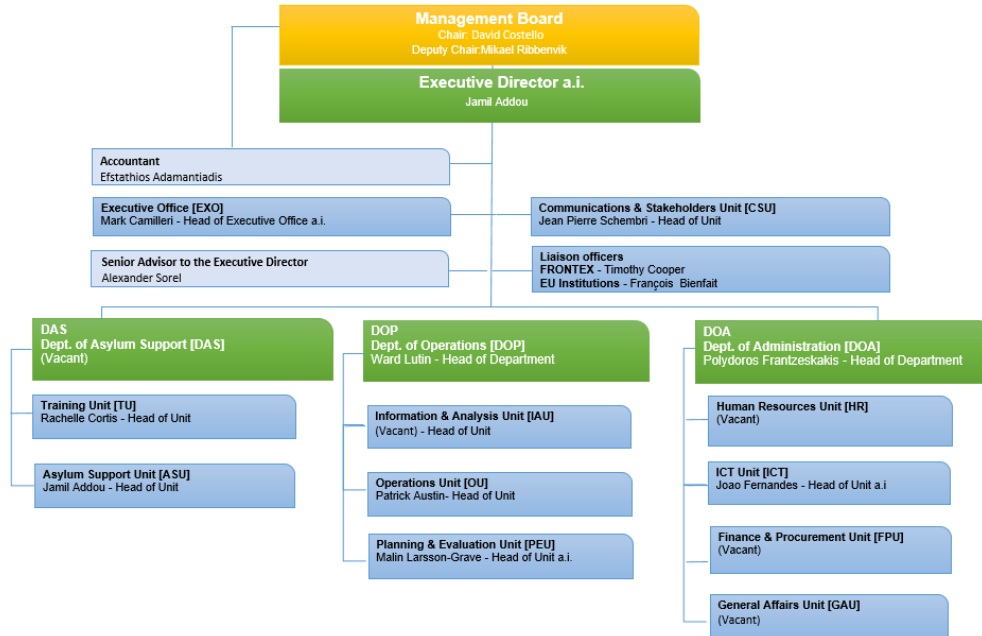 Management Board
Chair: David Costello
Deputy Chair:Mikael Ribbenvik
Executive Director a.i.
Jamil Addou
Accountant
Efstathios Adamantiadis
Executive Office [EXO]
Mark Camilleri - Head of Executive Office a.i.
Communications & Stakeholders Unit [CSU]
Jean Pierre Schembri - Head of Unit
Senior Advisor to the Executive Director
Alexander Sorel
Liaison officers
FRONTEX - Timothy Cooper
EU Institutions - François Bienfait
DAS
Dept. of Asylum Support [DAS]
(Vacant)
Training Unit [TU]
Rachelle Cortis - Head of Unit
Asylum Support Unit [ASU]
Jamil Addou - Head of Unit
DOP
Dept. of Operations [DOP]
Ward Lutin - Head of Department
Information & Analysis Unit [IAU]
(Vacant) - Head of Unit
Operations Unit [OU]
Patrick Austin- Head of Unit
Planning & Evaluation Unit [PEU]
Malin Larsson-Grave - Head of Unit a.i.
DOA
Dept. of Administration [DOA]
Polydoros Frantzeskakis - Head of Department
Human Resources Unit [HR]
(Vacant)
ICT Unit [ICT]
Joao Fernandes - Head of Unit a.i
Finance & Procurement Unit [FPU]
(Vacant)
General Affairs Unit [GAU]
(Vacant)